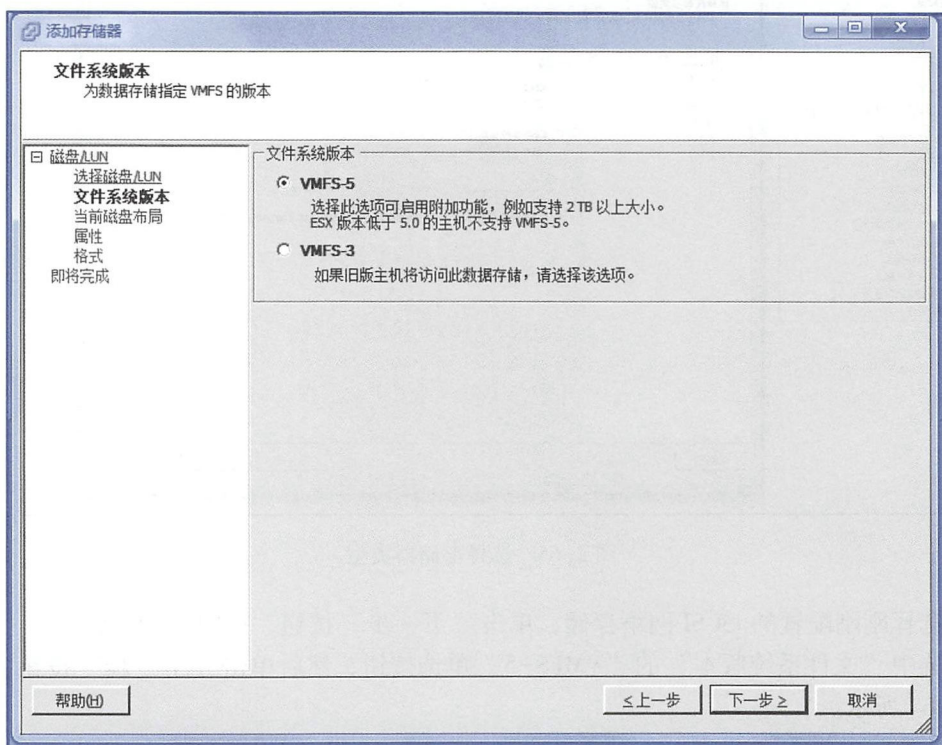 添加存储器
文件系统版本
为数据存储指定 VMFS 的版本
磁盘/LUN
选择磁盘/LUN
文件系统版本
当前磁盘布局
属性
格式
即将完成
文件系统版本
VMFS-5
选择此选项可启用附加功能，例如支持 2TB 以上大小。
ESX 版本低于 5.0 的主机不支持 VMFS-5。
VMFS-3
如果旧版主机将访问此数据存储，请选择该选项。
帮助(H)
≤上一步
下一步≥
取消